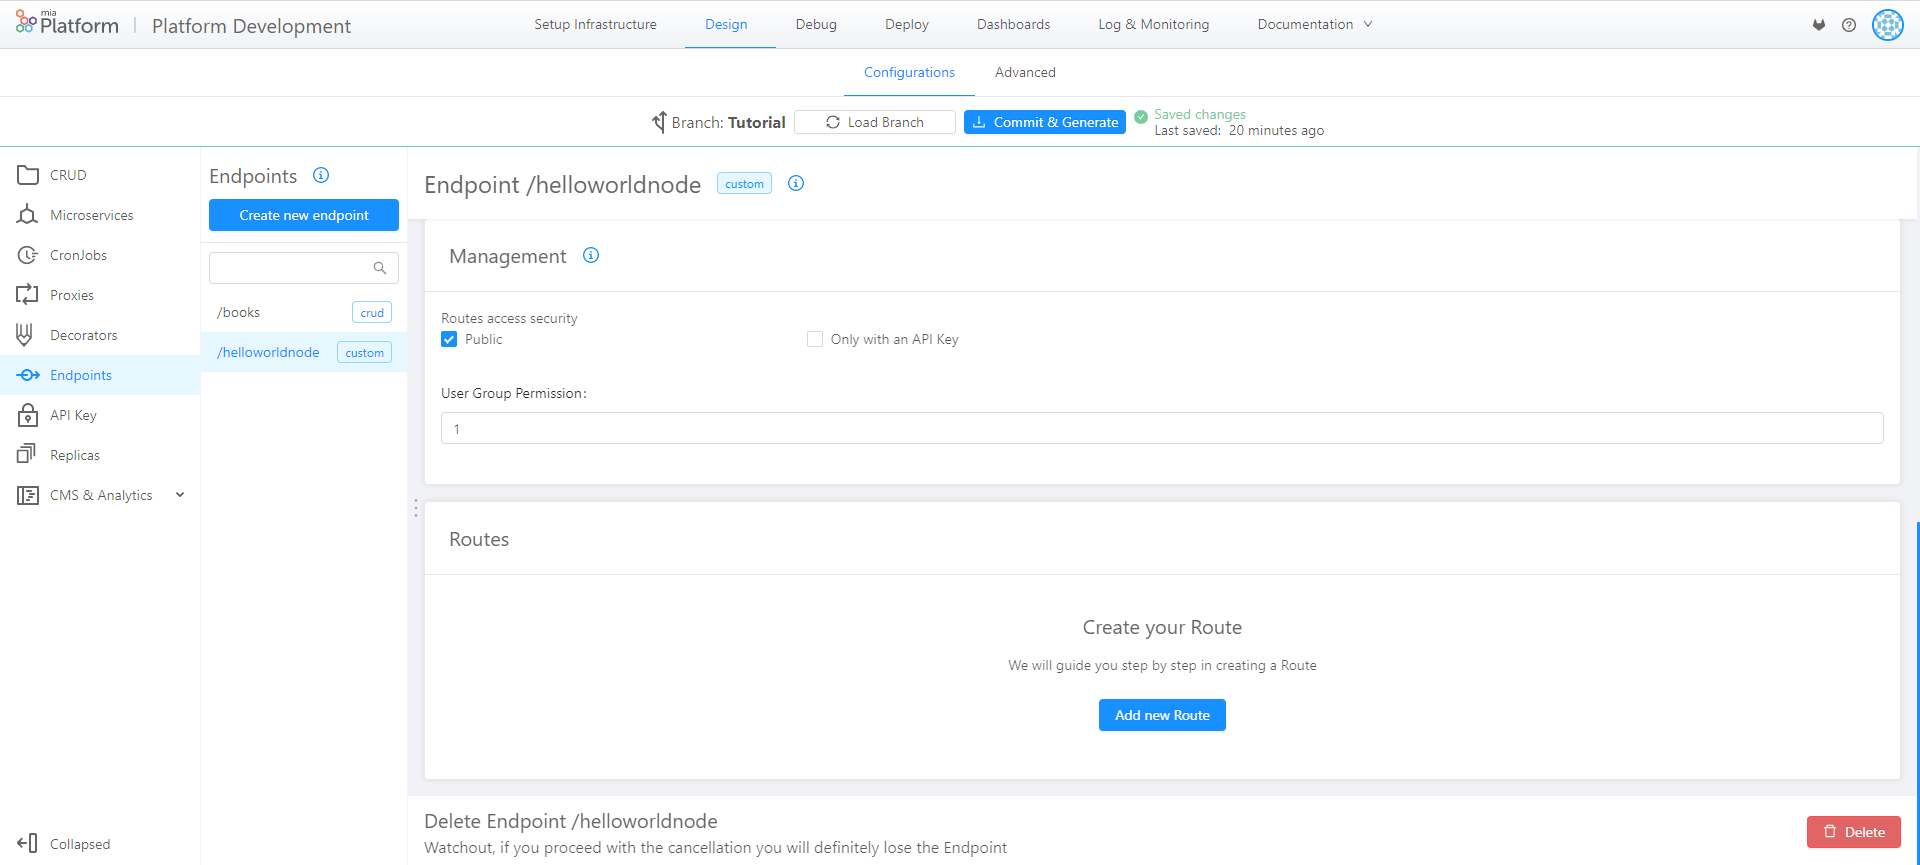 mia
Platform
Platform Development
Setup Infrastructure
Design
Debug
Deploy
Dashboards
Log & Monitoring
Documentation
Configurations
Advanced
Branch: Tutorial
Load Branch
Commit & Generate
Saved changes
Last saved: 20 minutes ago
CRUD
Microservices
CronJobs
Proxies
Decorators
Endpoints
API Key
Replicas
CMS & Analytics
Collapsed
Endpoints
Create new endpoint
/books crud
/helloworldnode custom
Endpoint /helloworldnode custom
Management
Routes access security
Public
Only with an API Key
User Group Permission:
1
Routes
Create your Route
We will guide you step by step in creating a Route
Add new Route
Delete Endpoint /helloworldnode
Watchout, if you proceed with the cancellation you will definitely lose the Endpoint
Delete